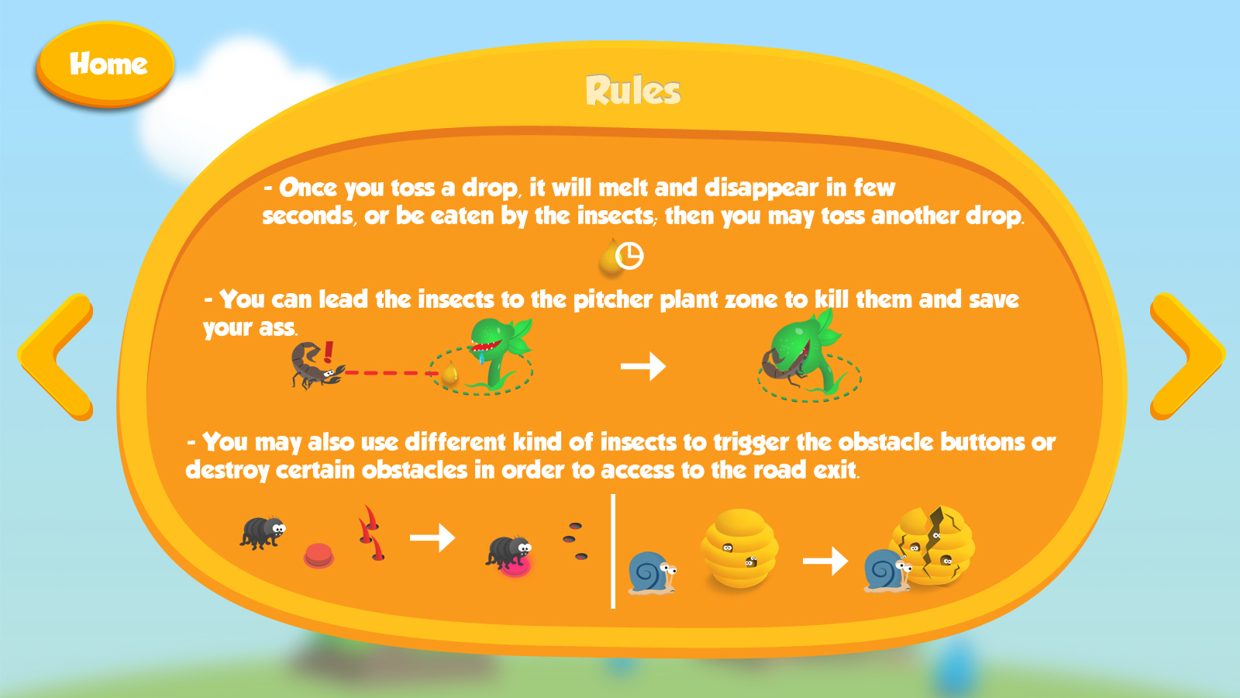 Home
Rules
- Once you toss a drop, it will melt and disappear in few
seconds, or be eaten by the insects; then you may toss another drop.
- You can lead the insects to the pitcher plant zone to kill them and save
your ass.
!
- You may also use different kind of insects to trigger the obstacle buttons or
destroy certain obstacles in order to access to the road exit.